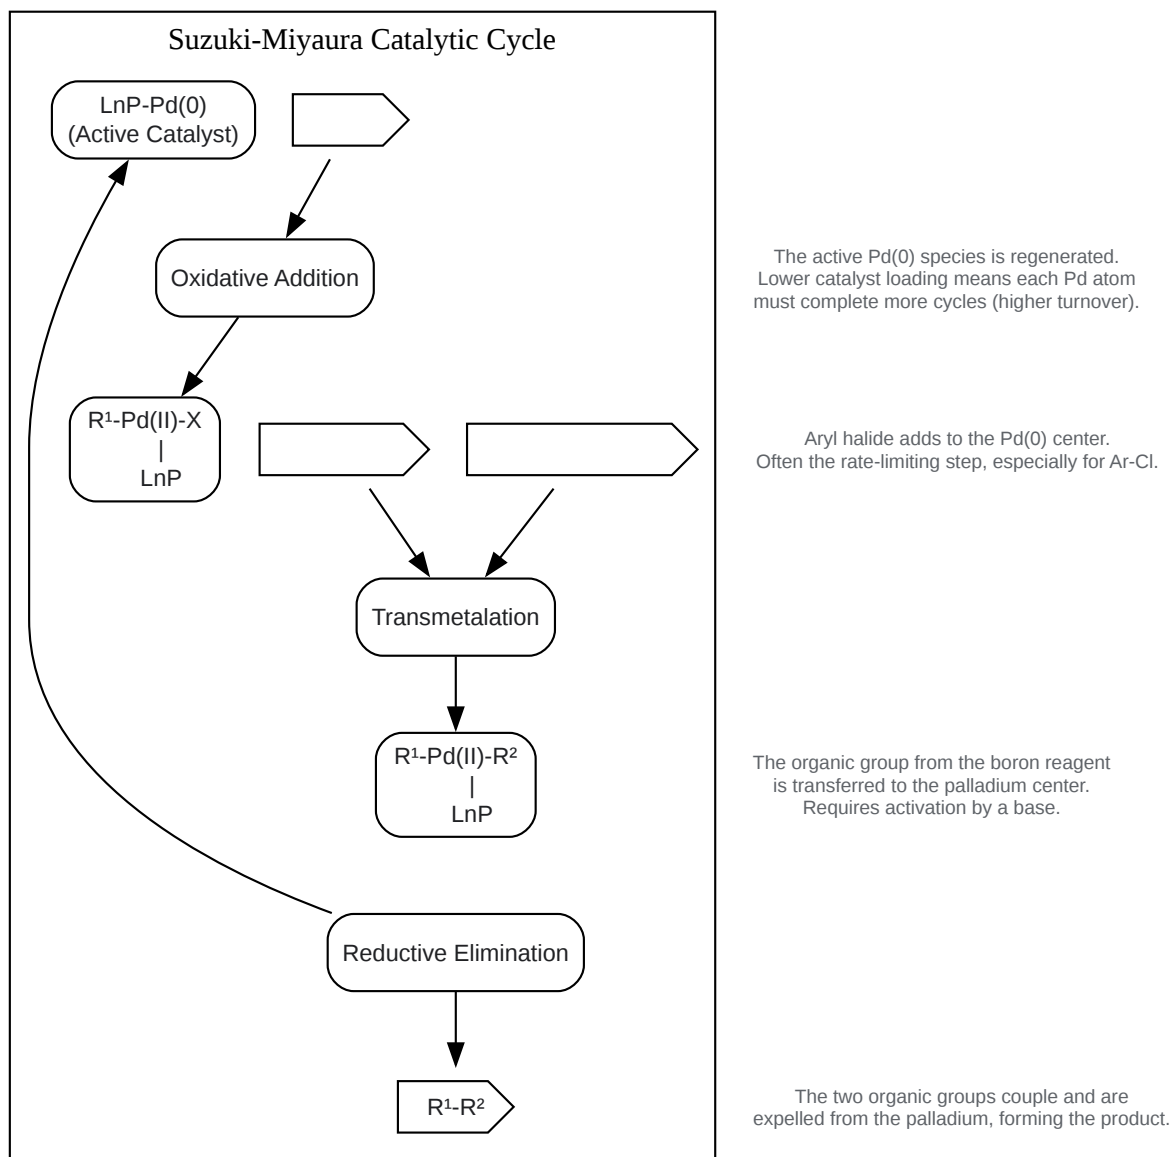 Suzuki-Miyaura Catalytic Cycle
LnP-Pd(0)
(Active Catalyst)
Oxidative Addition
The active Pd(0) species is regenerated.
Lower catalyst loading means each Pd atom
must complete more cycles (higher turnover).
R¹-Pd(II)-X
|
LnP
Aryl halide adds to the Pd(0) center.
Often the rate-limiting step, especially for Ar-Cl.
Transmetalation
R¹-Pd(II)-R²
|
LnP
The organic group from the boron reagent
is transferred to the palladium center.
Requires activation by a base.
Reductive Elimination
R¹-R²
The two organic groups couple and are
expelled from the palladium, forming the product.